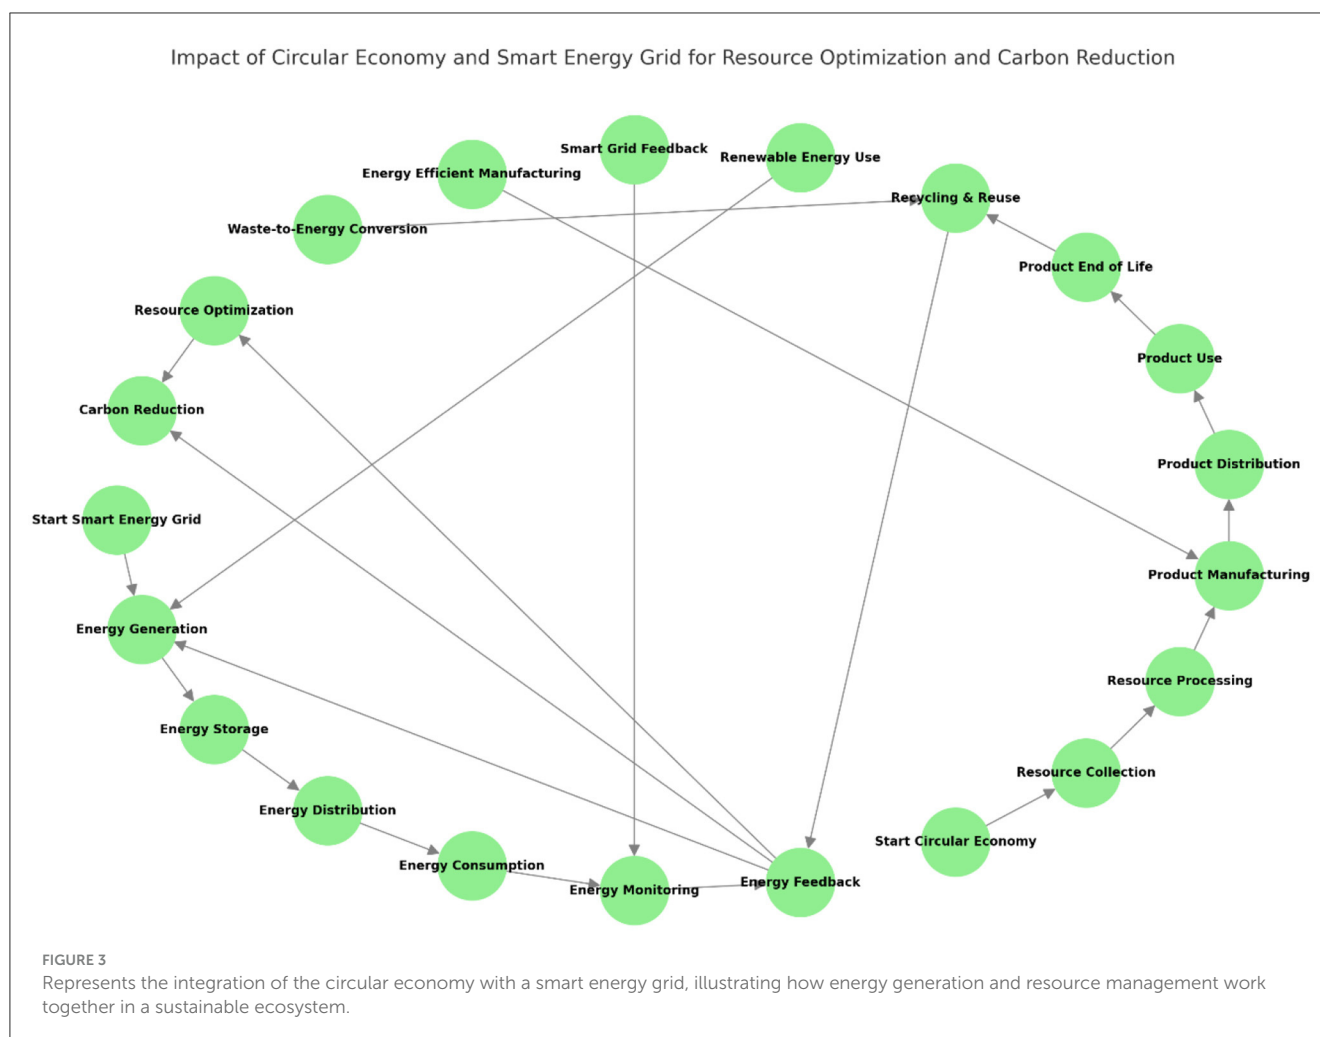 Impact of Circular Economy and Smart Energy Grid for Resource Optimization and Carbon Reduction
Smart Grid Feedback
Renewable Energy Use
Energy Efficient Manufacturing
Recycling & Reuse
Waste-to-Energy Conversion
Product End of Life
Resource Optimization
Product Use
Carbon Reduction
Product Distribution
Start Smart Energy Grid
Product Manufacturing
Energy Generation
Resource Processing
Energy Storage
Resource Collection
Energy Distribution
Start Circular Economy
Energy Consumption
Energy Feedback
Energy Monitoring
FIGURE 3
Represents the integration of the circular economy with a smart energy grid, illustrating how energy generation and resource management work
together in a sustainable ecosystem.